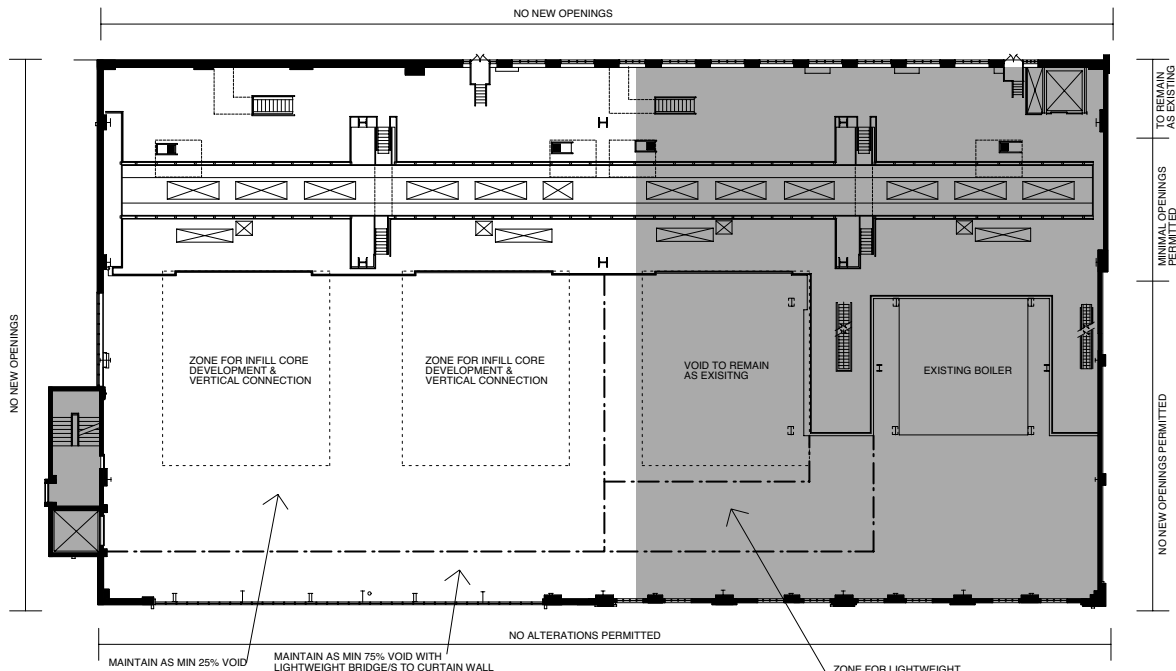 NO NEW OPENINGS
TO REMAIN
AS EXISTING
MINIMAL OPENINGS
PERMITTED
NO NEW OPENINGS
ZONE FOR INFILL CORE
DEVELOPMENT &
VERTICAL CONNECTION
ZONE FOR INFILL CORE
DEVELOPMENT &
VERTICAL CONNECTION
VOID TO REMAIN
AS EXISITNG
EXISTING BOILER
NO NEW OPENINGS PERMITTED
NO ALTERATIONS PERMITTED
MAINTAIN AS MIN 25% VOID
MAINTAIN AS MIN 75% VOID WITH
LIGHTWEIGHT BRIDGE/S TO CURTAIN WALL
ZONE FOR LIGHTWEIGHT